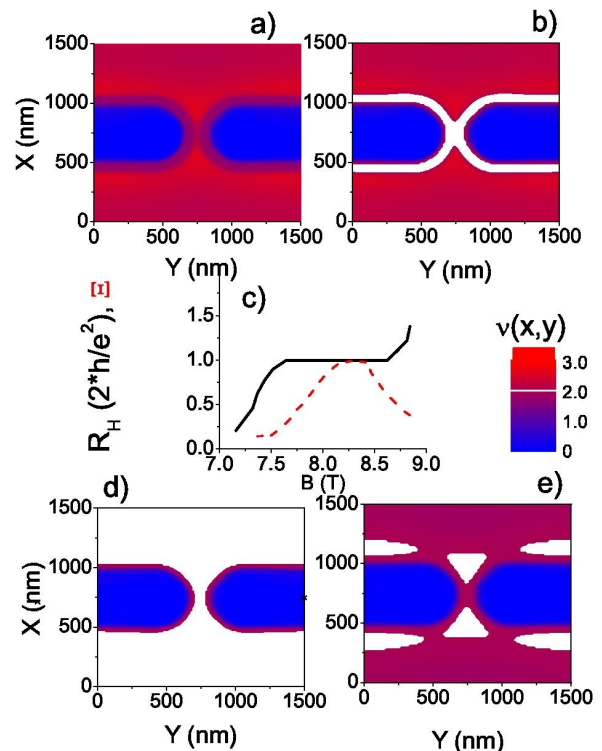 a)
b)
1500
1000
500
0
X (nm)
0 500 1000 1500
Y (nm)
1500
1000
500
0
0 500 1000 1500
Y (nm)
c)
R_H (2*h/e²), [I]
1.5
1.0
0.5
0.0
7.0 7.5 8.0 8.5 9.0
B (T)
ν(x,y)
3.0
2.0
1.0
0
d)
e)
1500
1000
500
0
X (nm)
0 500 1000 1500
Y (nm)
1500
1000
500
0
0 500 1000 1500
Y (nm)